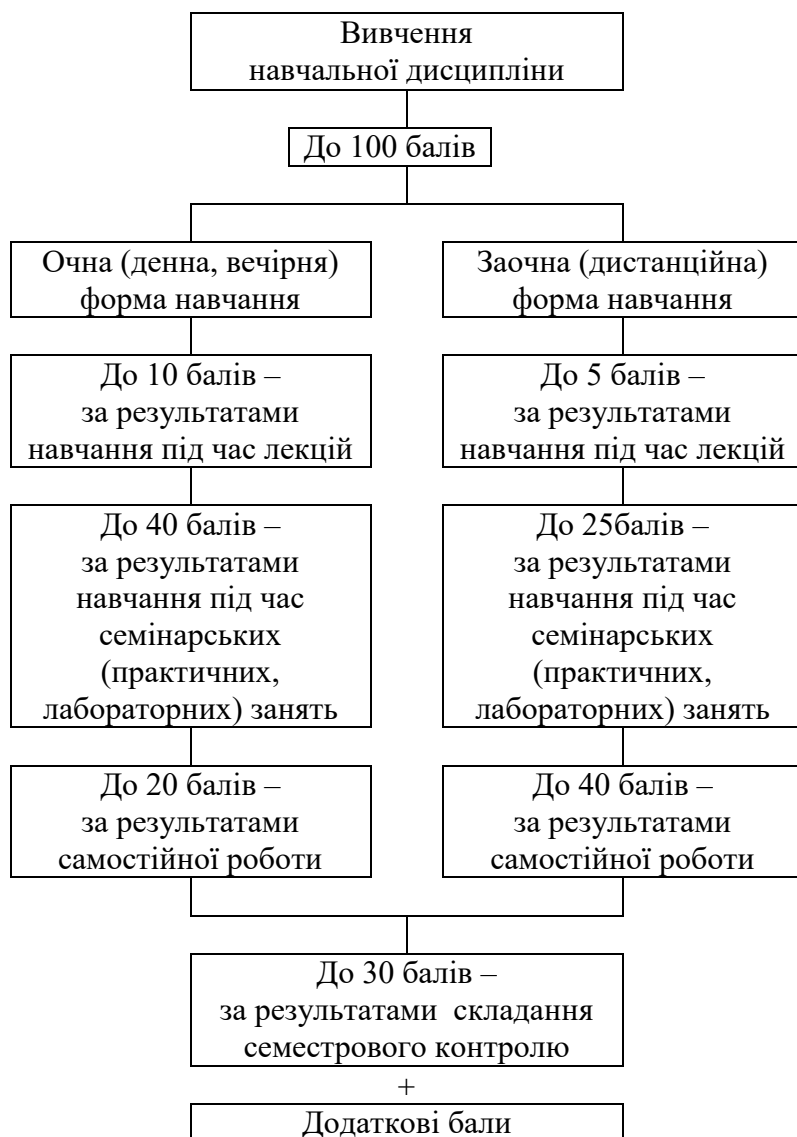 Вивчення
навчальної дисципліни
До 100 балів
Очна (денна, вечірня)
форма навчання
Заочна (дистанційна)
форма навчання
До 10 балів –
за результатами
навчання під час лекцій
До 5 балів –
за результатами
навчання під час лекцій
До 40 балів –
за результатами
навчання під час
семінарських
(практичних,
лабораторних) занять
До 25балів –
за результатами
навчання під час
семінарських
(практичних,
лабораторних) занять
До 20 балів –
за результатами
самостійної роботи
До 40 балів –
за результатами
самостійної роботи
До 30 балів –
за результатами складання
семестрового контролю
+
Додаткові бали